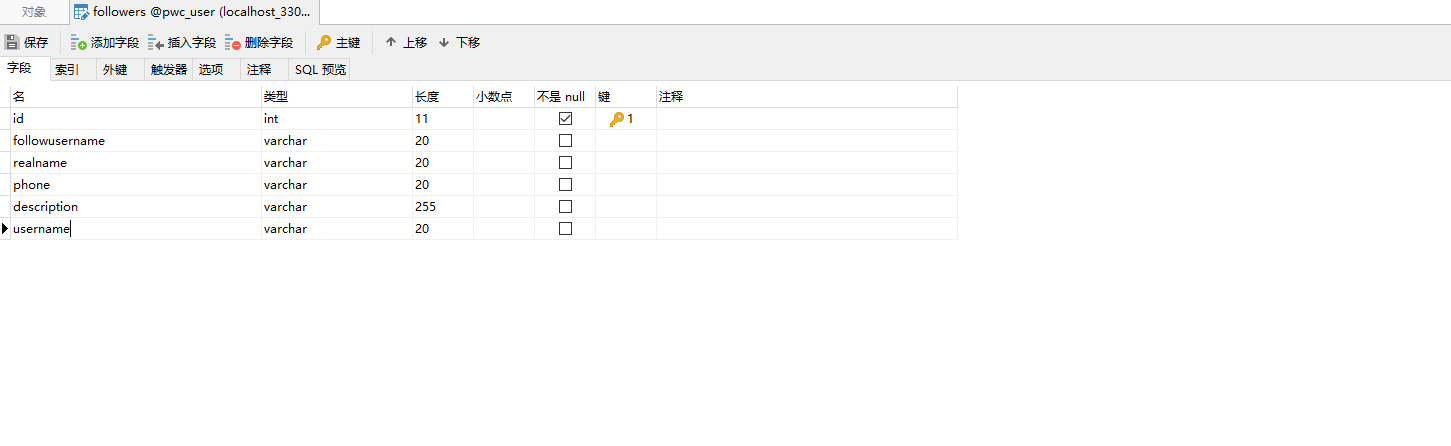 对象 followers @pwc_user (localhost_330...
保存 添加字段 插入字段 删除字段 主键 上移 下移
字段 索引 外键 触发器 选项 注释 SQL 预览
名 类型 长度 小数点 不是 null 键 注释
id int 11 1
followusername varchar 20
realname varchar 20
phone varchar 20
description varchar 255
username varchar 20